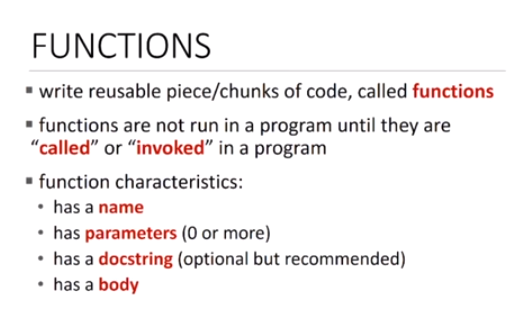 FUNCTIONS
▪ write reusable piece/chunks of code, called functions
▪ functions are not run in a program until they are
“called” or “invoked” in a program
▪ function characteristics:
• has a name
• has parameters (0 or more)
• has a docstring (optional but recommended)
• has a body